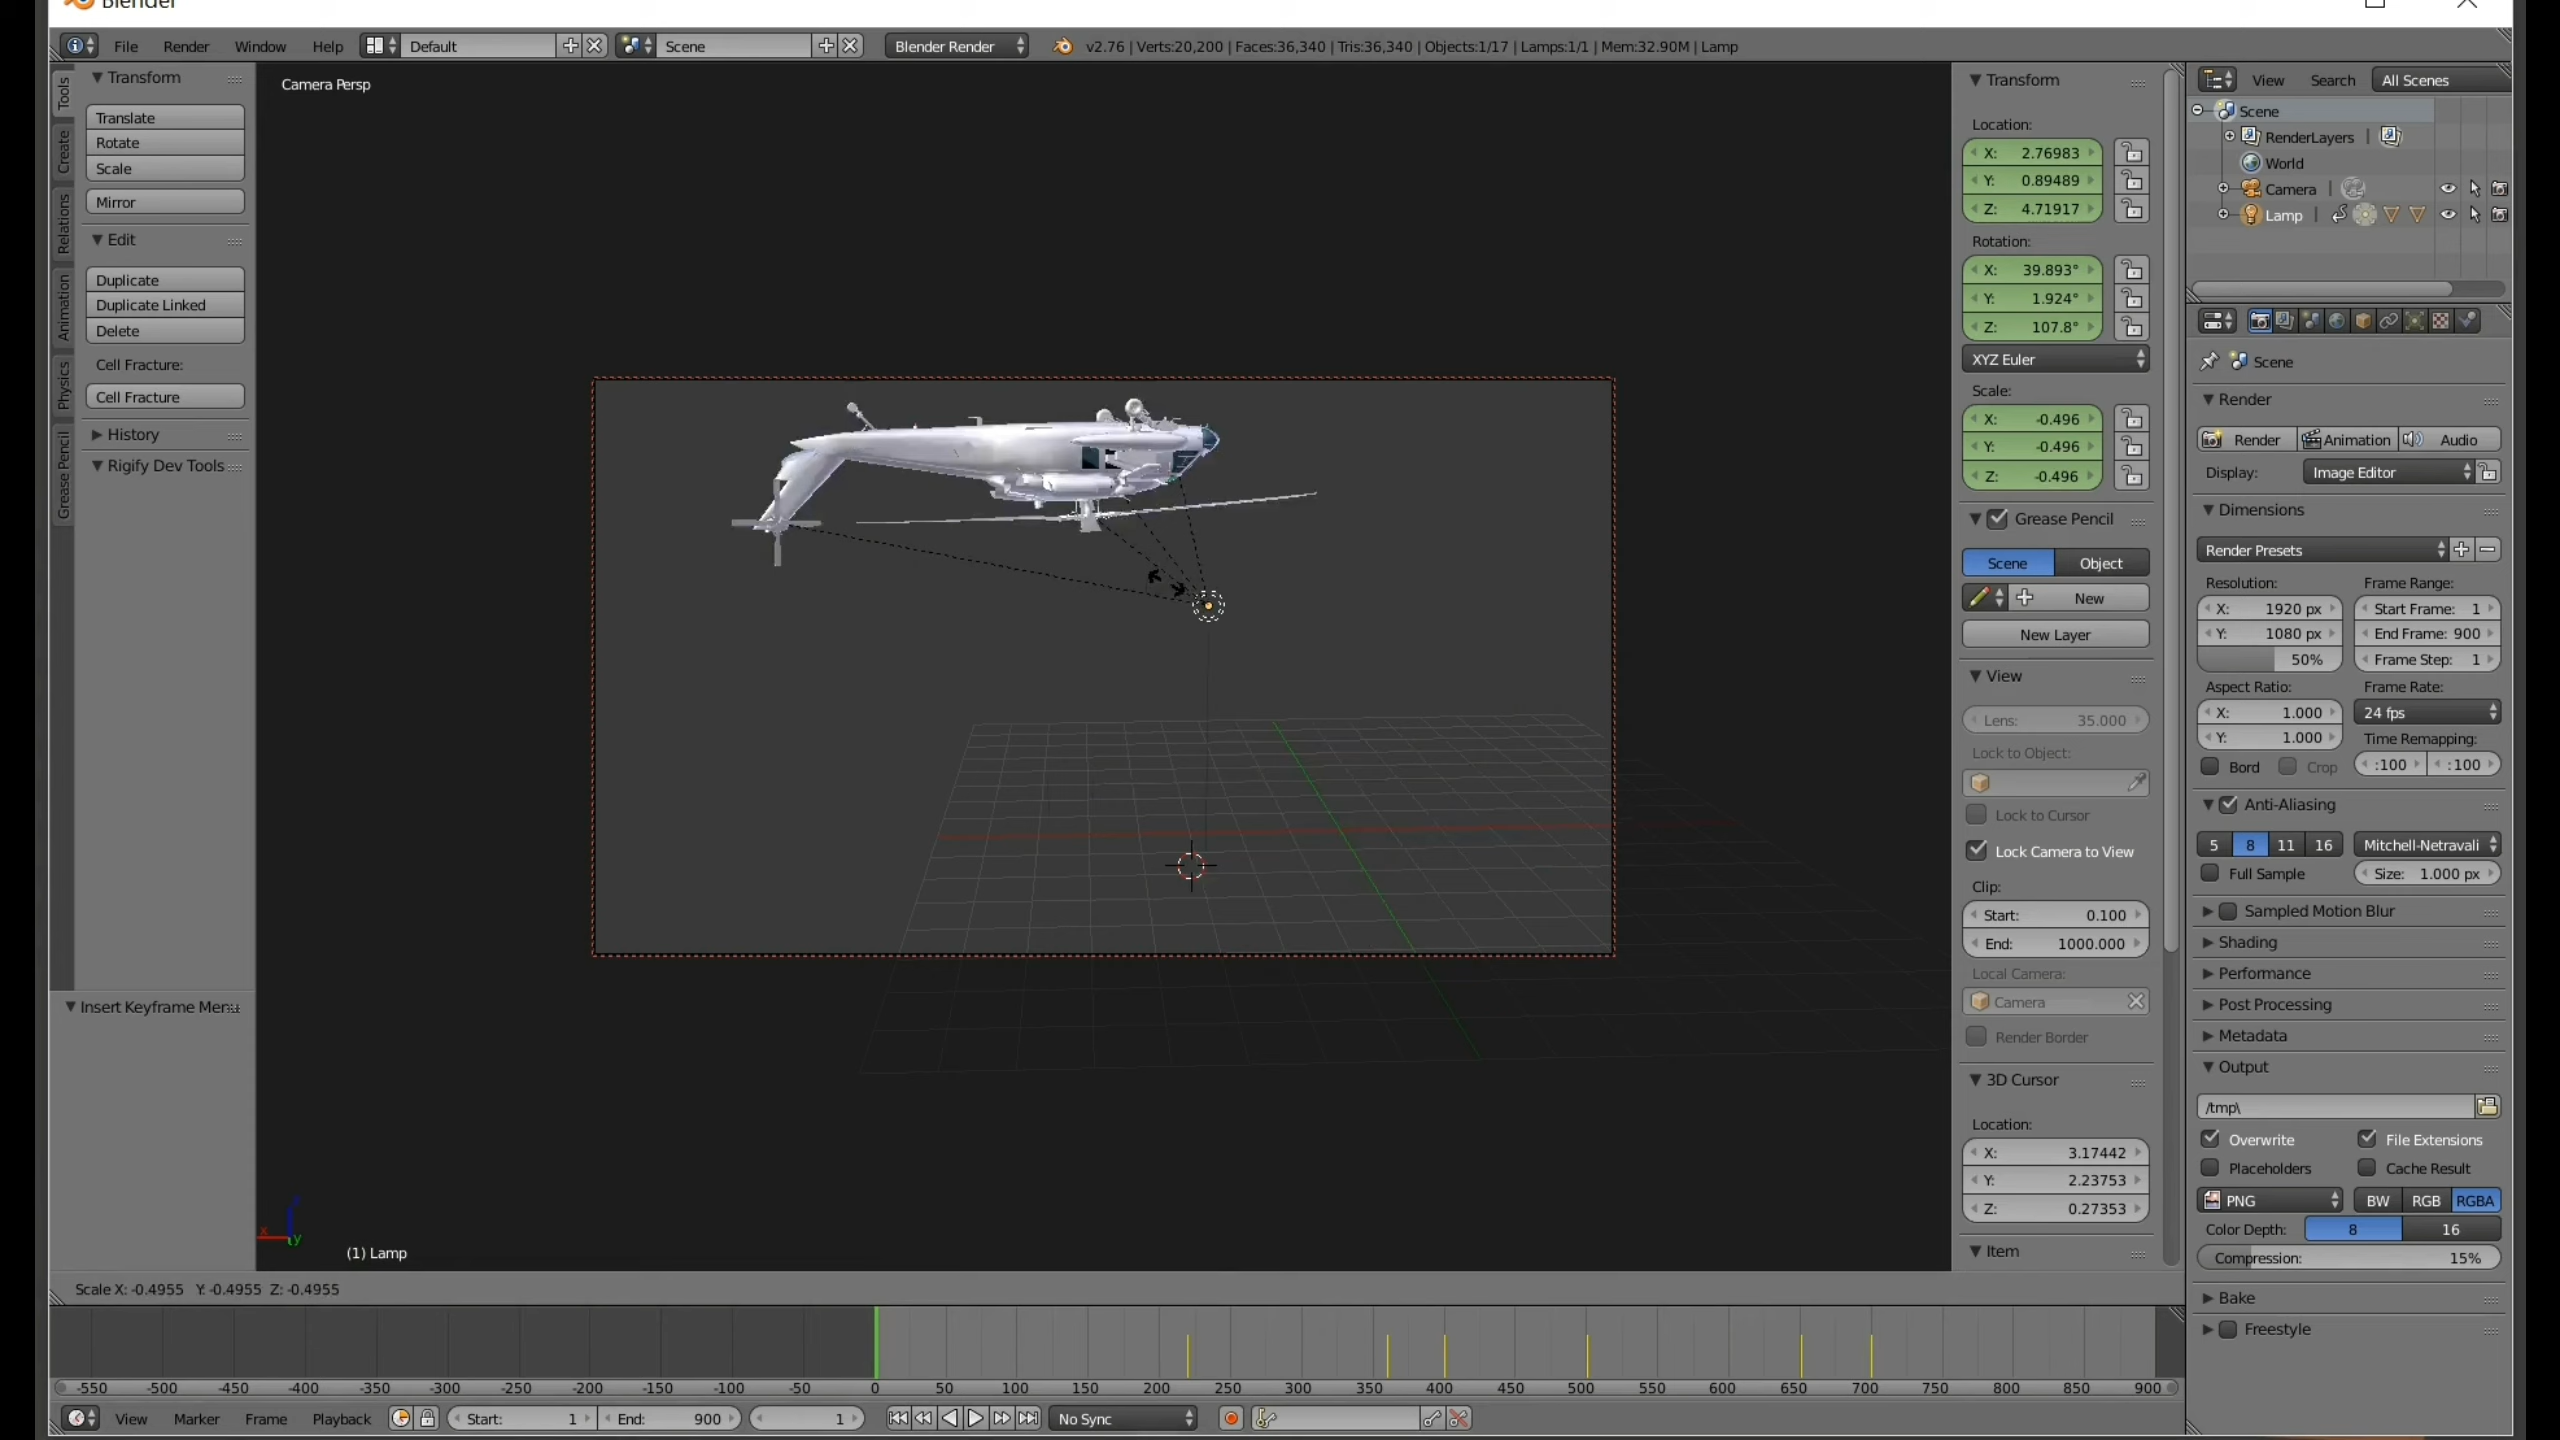 Blender
File Render Window Help Default Scene Blender Render v2.76 | Verts:20,200 | Faces:36,340 | Tris:36,340 | Objects:1/17 | Lamps:1/1 | Mem:32.90M | Lamp
Tools
Create
Relations
Animation
Physics
Grease Pencil
Transform
Translate
Rotate
Scale
Mirror
Edit
Duplicate
Duplicate Linked
Delete
Cell Fracture:
Cell Fracture
History
Rigify Dev Tools
Insert Keyframe Menu
Camera Persp
x
z
y
(1) Lamp
Transform
Location:
X: 2.76983
Y: 0.89489
Z: 4.71917
Rotation:
X: 39.893°
Y: 1.924°
Z: 107.8°
XYZ Euler
Scale:
X: -0.496
Y: -0.496
Z: -0.496
Grease Pencil
Scene Object
New
New Layer
View
Lens: 35.000
Lock to Object:
Lock to Cursor
Lock Camera to View
Clip:
Start: 0.100
End: 1000.000
Local Camera:
Camera
Render Border
3D Cursor
Location:
X: 3.17442
Y: 2.23753
Z: 0.27353
Item
View Search All Scenes
Scene
RenderLayers |
World
Camera |
Lamp |
Scene
Render
Render Animation Audio
Display: Image Editor
Dimensions
Render Presets
Resolution: Frame Range:
X: 1920 px Start Frame: 1
Y: 1080 px End Frame: 900
50% Frame Step: 1
Aspect Ratio: Frame Rate:
X: 1.000 24 fps
Y: 1.000 Time Remapping:
Bord Crop :100 :100
Anti-Aliasing
5 8 11 16 Mitchell-Netravali
Full Sample Size: 1.000 px
Sampled Motion Blur
Shading
Performance
Post Processing
Metadata
Output
/tmp\
Overwrite File Extensions
Placeholders Cache Result
PNG BW RGB RGBA
Color Depth: 8 16
Compression: 15%
Bake
Freestyle
Scale X: -0.4955 Y: -0.4955 Z: -0.4955
-550 -500 -450 -400 -350 -300 -250 -200 -150 -100 -50 0 50 100 150 200 250 300 350 400 450 500 550 600 650 700 750 800 850 900
View Marker Frame Playback Start: 1 End: 900 1 No Sync